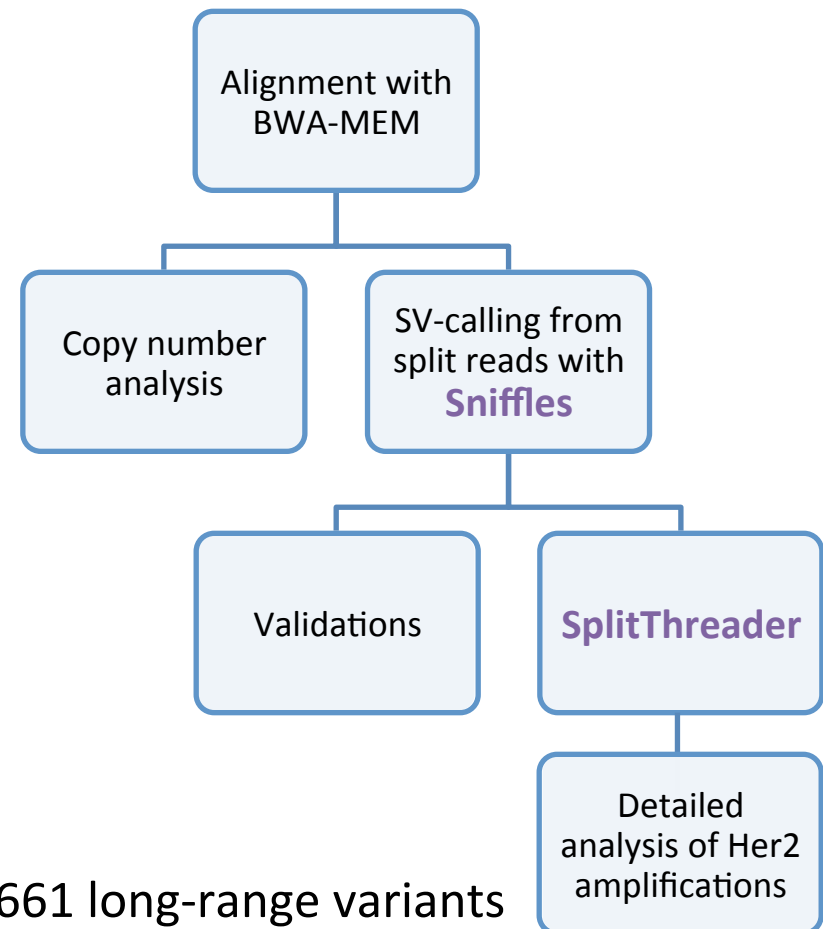 Alignment with
BWA-MEM
Copy number
analysis
SV-calling from
split reads with
Sniffles
Validations
SplitThreader
Detailed
analysis of Her2
amplifications
661 long-range variants